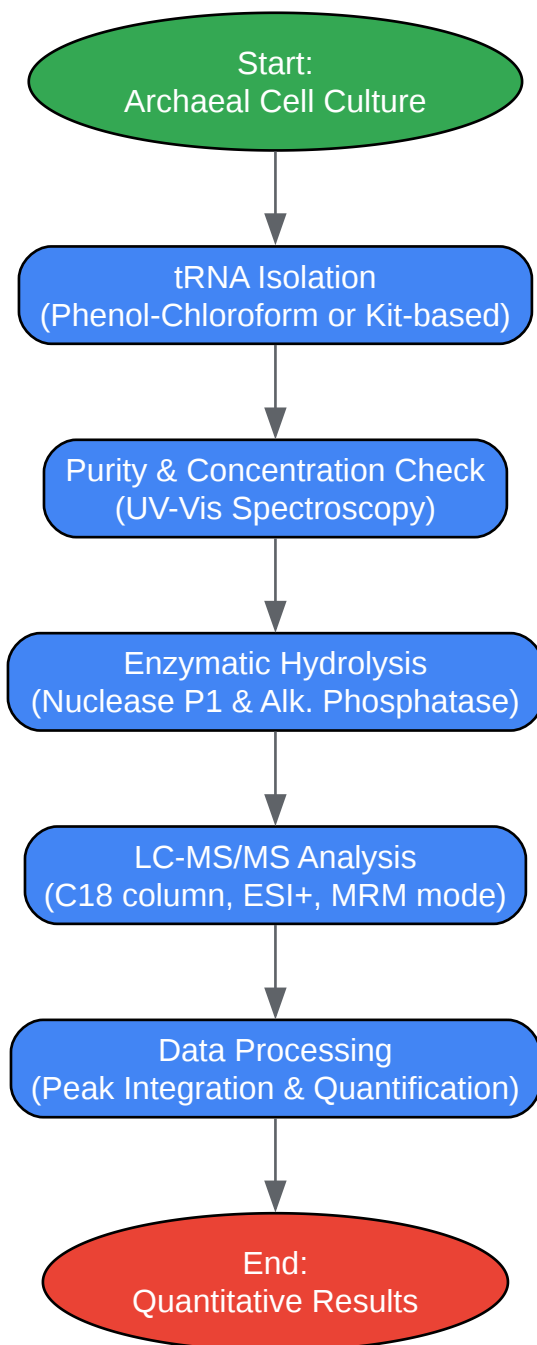 Start:
Archaeal Cell Culture
tRNA Isolation
(Phenol-Chloroform or Kit-based)
Purity & Concentration Check
(UV-Vis Spectroscopy)
Enzymatic Hydrolysis
(Nuclease P1 & Alk. Phosphatase)
LC-MS/MS Analysis
(C18 column, ESI+, MRM mode)
Data Processing
(Peak Integration & Quantification)
End:
Quantitative Results